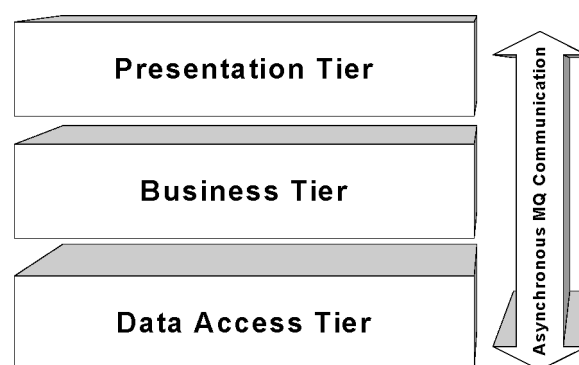 Presentation Tier
Business Tier
Data Access Tier
Asynchronous MQ Communication